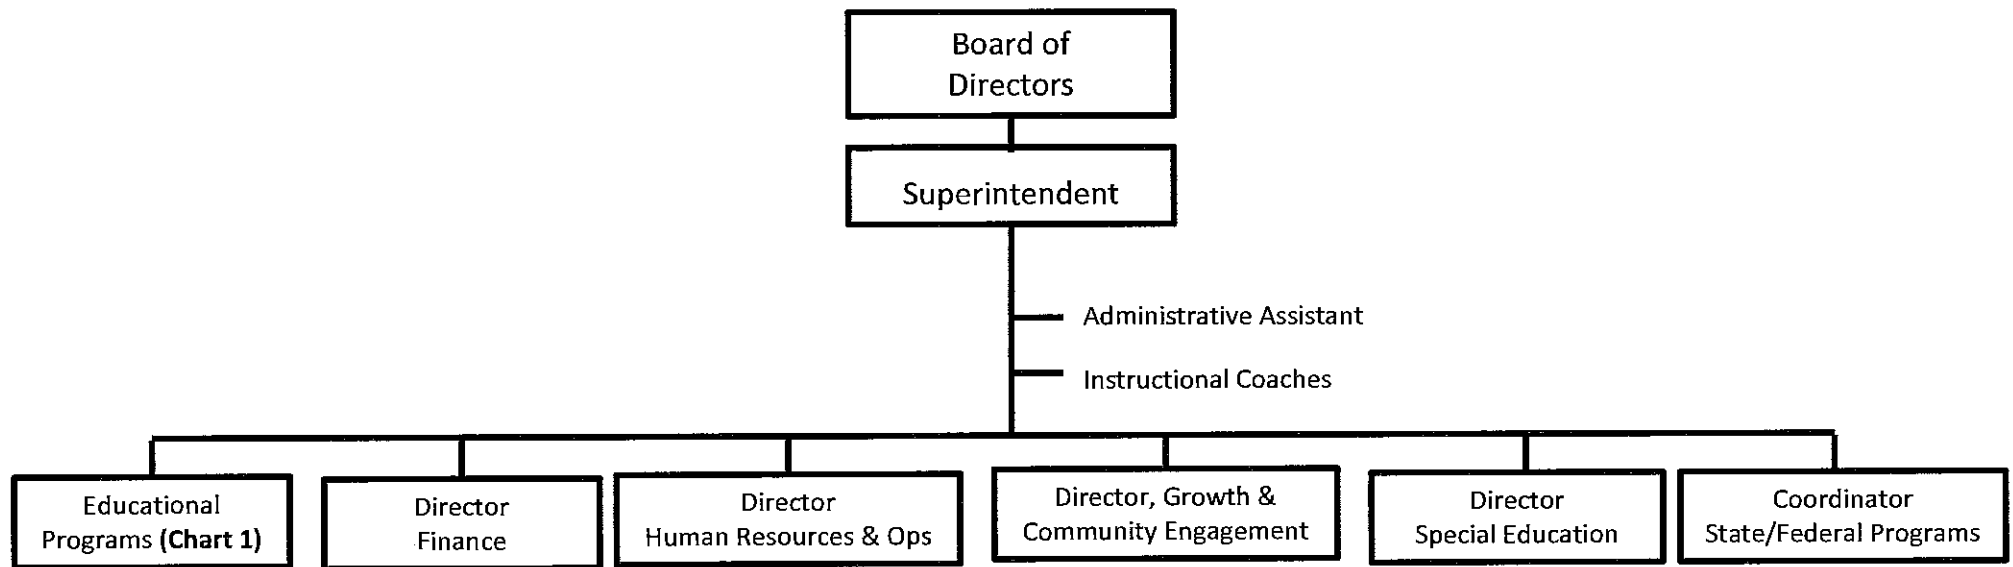 Board of
Directors
Superintendent
Administrative Assistant
Instructional Coaches
Educational
Programs (Chart 1)
Director
Finance
Director
Human Resources & Ops
Director, Growth &
Community Engagement
Director
Special Education
Coordinator
State/Federal Programs